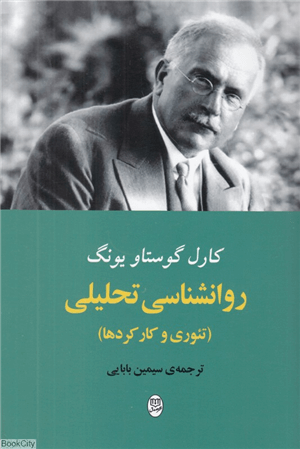 کارل گوستاو یونگ
روانشناسی تحلیلی
(تئوری و کارکردها)
ترجمه‌ی سیمین بابایی
BookCity